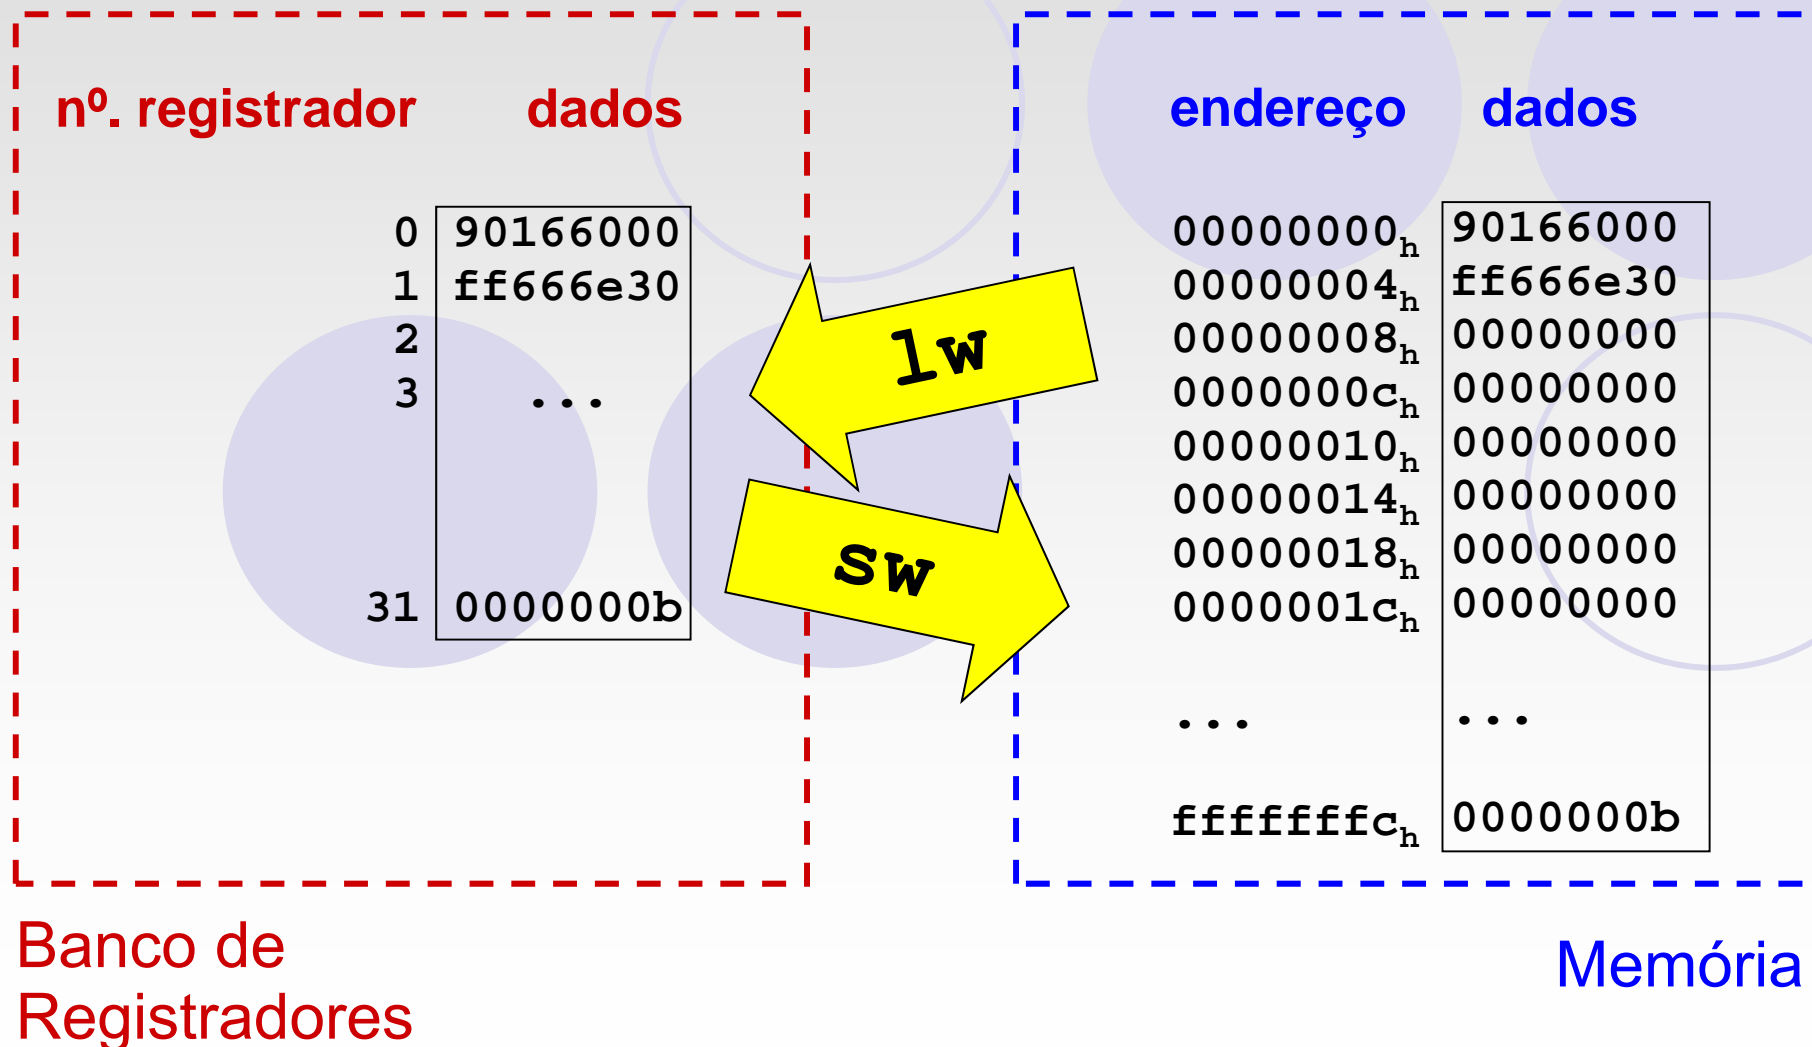 nº. registrador dados
0 90166000
1 ff666e30
2
3 ...
31 0000000b
lw
sw
endereço dados
00000000h 90166000
00000004h ff666e30
00000008h 00000000
0000000ch 00000000
00000010h 00000000
00000014h 00000000
00000018h 00000000
0000001ch 00000000
... ...
fffffffch 0000000b
Banco de
Registradores
Memória